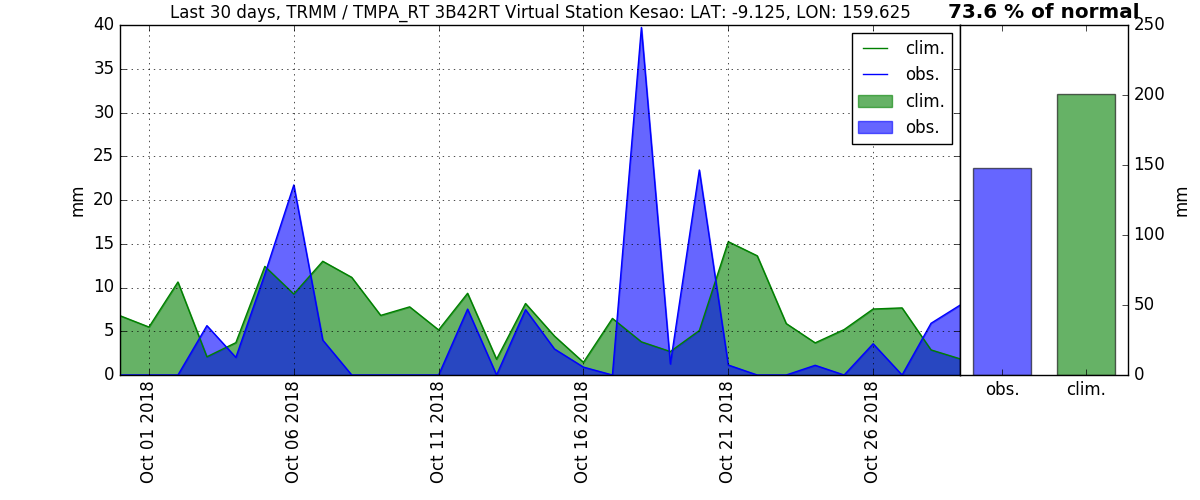 Last 30 days, TRMM / TMPA_RT 3B42RT Virtual Station Kesao: LAT: -9.125, LON: 159.625
73.6 % of normal
40
35
30
25
20
15
10
5
0
mm
clim.
obs.
clim.
obs.
Oct 01 2018
Oct 06 2018
Oct 11 2018
Oct 16 2018
Oct 21 2018
Oct 26 2018
250
200
150
100
50
0
mm
obs.
clim.